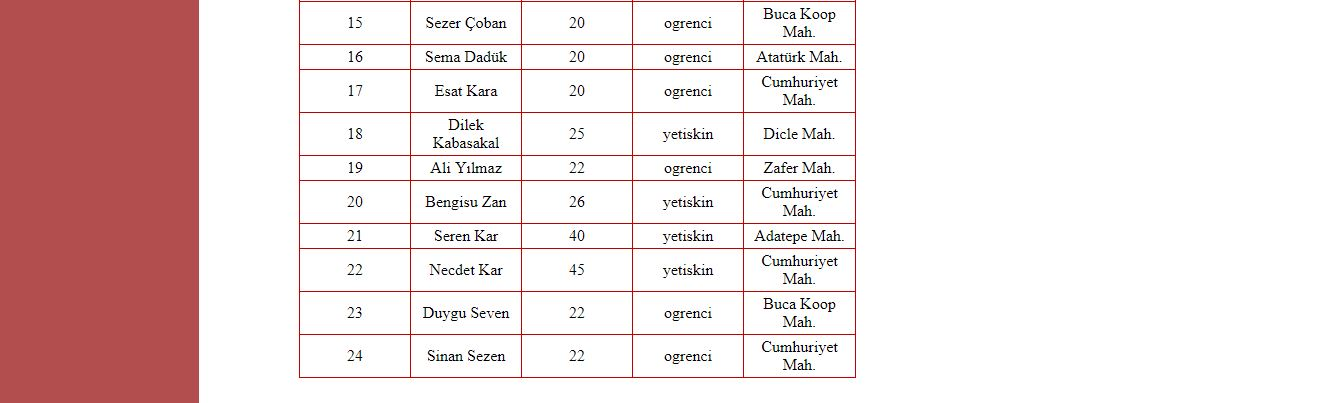 15 Sezer Çoban 20 ogrenci Buca Koop
Mah.
16 Sema Dadük 20 ogrenci Atatürk Mah.
17 Esat Kara 20 ogrenci Cumhuriyet
Mah.
18 Dilek
Kabasakal 25 yetiskin Dicle Mah.
19 Ali Yılmaz 22 ogrenci Zafer Mah.
20 Bengisu Zan 26 yetiskin Cumhuriyet
Mah.
21 Seren Kar 40 yetiskin Adatepe Mah.
22 Necdet Kar 45 yetiskin Cumhuriyet
Mah.
23 Duygu Seven 22 ogrenci Buca Koop
Mah.
24 Sinan Sezen 22 ogrenci Cumhuriyet
Mah.